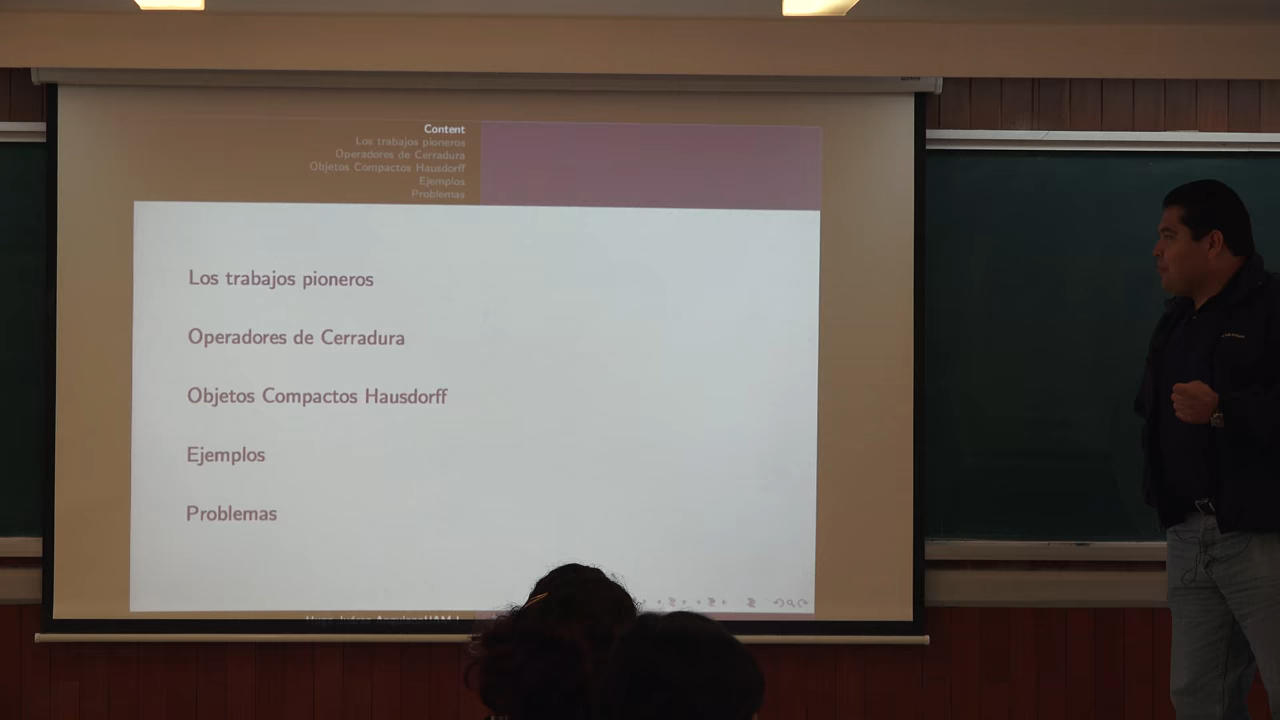 Content
Los trabajos pioneros
Operadores de Cerradura
Objetos Compactos Hausdorff
Ejemplos
Problemas
Los trabajos pioneros
Operadores de Cerradura
Objetos Compactos Hausdorff
Ejemplos
Problemas